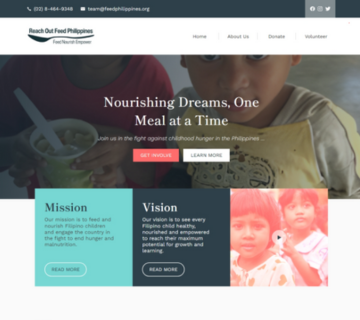 (02) 8-464-9346 team@feedphilippines.org
Reach Out Feed Philippines
Feed Nourish Empower
Home About Us Donate Volunteer
Nourishing Dreams, One
Meal at a Time
Join us in the fight against childhood hunger in the Philippines ...
GET INVOLVE LEARN MORE
Mission
Our mission is to feed and
nourish Filipino children
and engage the country in
the fight to end hunger and
malnutrition.
READ MORE
Vision
Our vision is to see every
Filipino child healthy,
nourished and empowered
to reach their maximum
potential for growth and
learning.
READ MORE